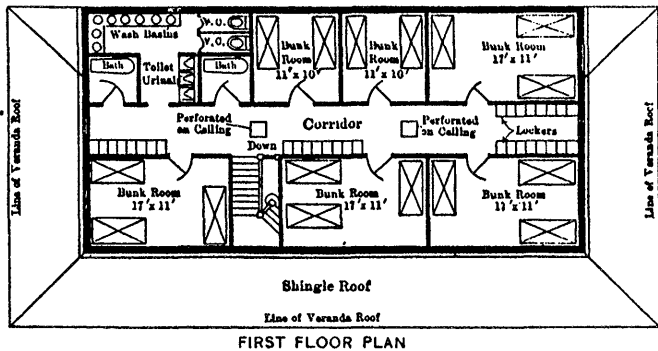 Wash Basins
W.C.
W.C.
Bath
Toilet
Urinals
Bath
Bunk
Room
11'x 10'
Bunk
Room
11'x 10'
Bunk Room
17'x 11'
Perforated
on Ceiling
Corridor
Perforated
on Ceiling
Lockers
Down
Bunk Room
17'x 11'
Bunk Room
17'x 11'
Bunk Room
17'x 11'
Line of Veranda Roof
Line of Veranda Roof
Shingle Roof
Line of Veranda Roof
FIRST FLOOR PLAN